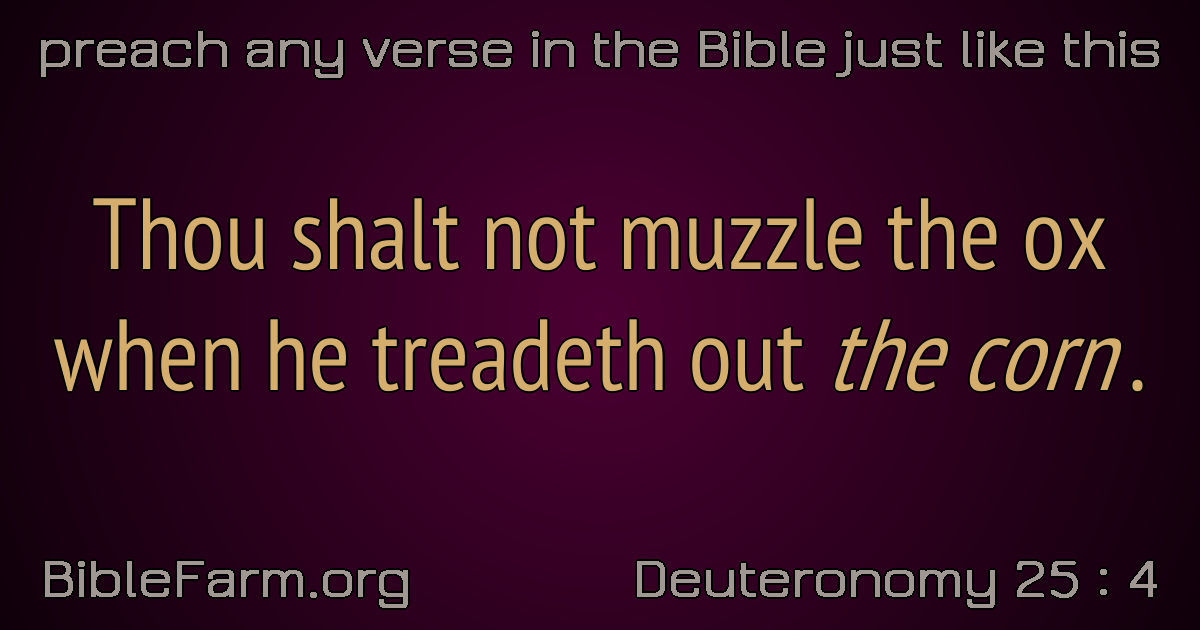 preach any verse in the Bible just like this
Thou shalt not muzzle the ox
when he treadeth out the corn .
BibleFarm.org
Deuteronomy 25 : 4